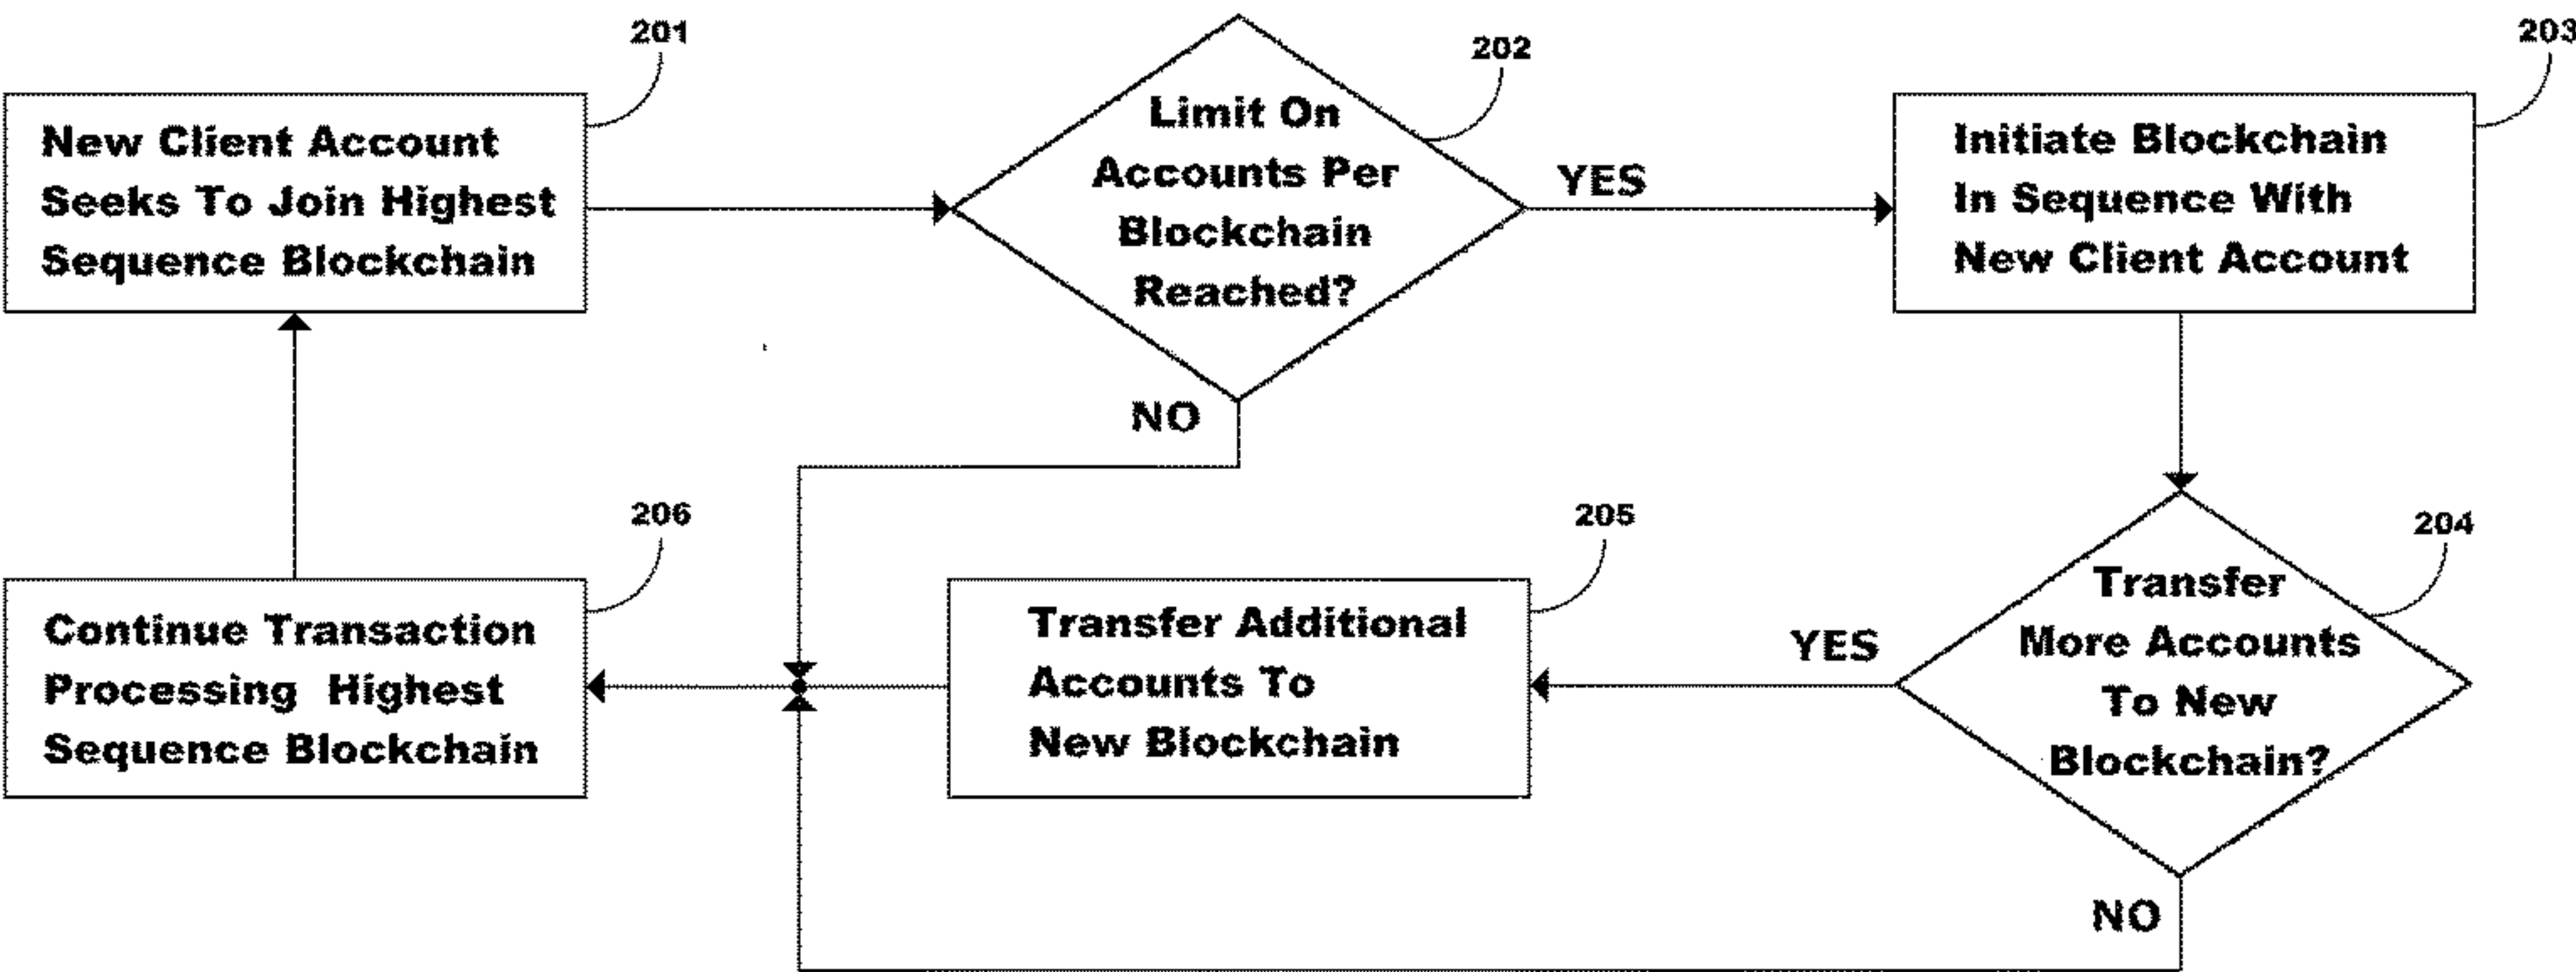 201
New Client Account
Seeks To Join Highest
Sequence Blockchain
202
Limit On
Accounts Per
Blockchain
Reached?
YES
NO
203
Initiate Blockchain
In Sequence With
New Client Account
204
Transfer
More Accounts
To New
Blockchain?
YES
NO
205
Transfer Additional
Accounts To
New Blockchain
206
Continue Transaction
Processing Highest
Sequence Blockchain